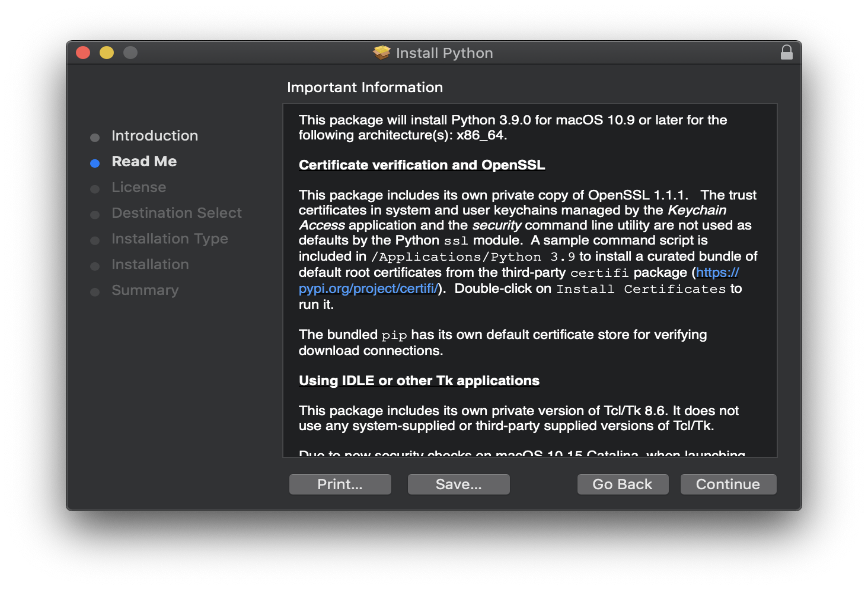 Install Python
Important Information
Introduction
Read Me
License
Destination Select
Installation Type
Installation
Summary
This package will install Python 3.9.0 for macOS 10.9 or later for the
following architecture(s): x86_64.
Certificate verification and OpenSSL
This package includes its own private copy of OpenSSL 1.1.1.   The trust
certificates in system and user keychains managed by the Keychain
Access application and the security command line utility are not used as
defaults by the Python ssl module.  A sample command script is
included in /Applications/Python 3.9 to install a curated bundle of
default root certificates from the third-party certifi package (https://
pypi.org/project/certifi/).  Double-click on Install Certificates to
run it.
The bundled pip has its own default certificate store for verifying
download connections.
Using IDLE or other Tk applications
This package includes its own private version of Tcl/Tk 8.6. It does not
use any system-supplied or third-party supplied versions of Tcl/Tk.
Due to new security checks on macOS 10.15 Catalina, when launching
Print...
Save...
Go Back
Continue